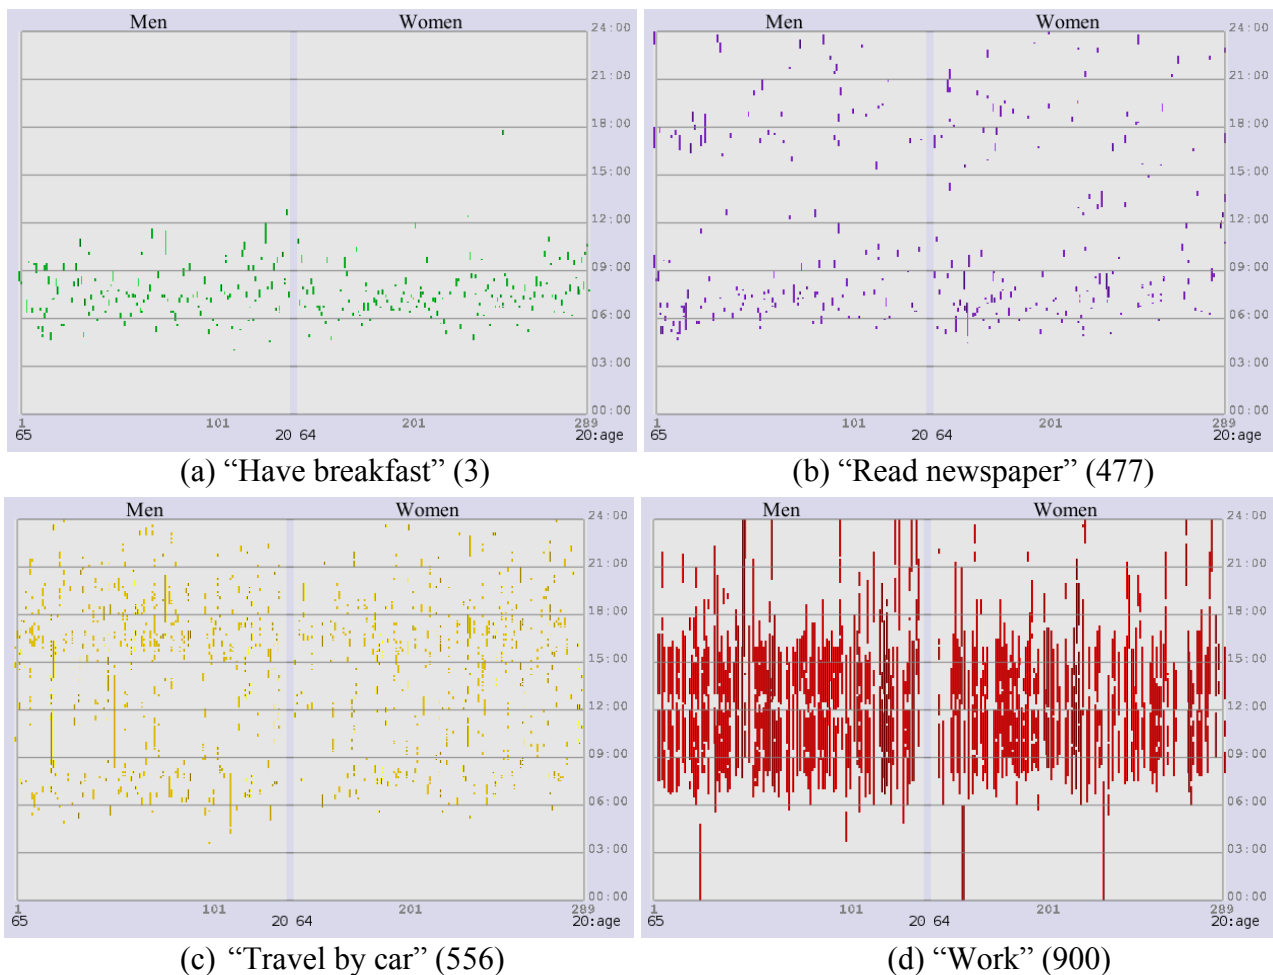 Men Women
24:00
21:00
18:00
15:00
12:00
09:00
06:00
03:00
00:00
1 101 201 289
65 20 64 20:age
(a) “Have breakfast” (3)
Men Women
24:00
21:00
18:00
15:00
12:00
09:00
06:00
03:00
00:00
1 101 201 289
65 20 64 20:age
(b) “Read newspaper” (477)
Men Women
24:00
21:00
18:00
15:00
12:00
09:00
06:00
03:00
00:00
1 101 201 289
65 20 64 20:age
(c) “Travel by car” (556)
Men Women
24:00
21:00
18:00
15:00
12:00
09:00
06:00
03:00
00:00
1 101 201 289
65 20 64 20:age
(d) “Work” (900)